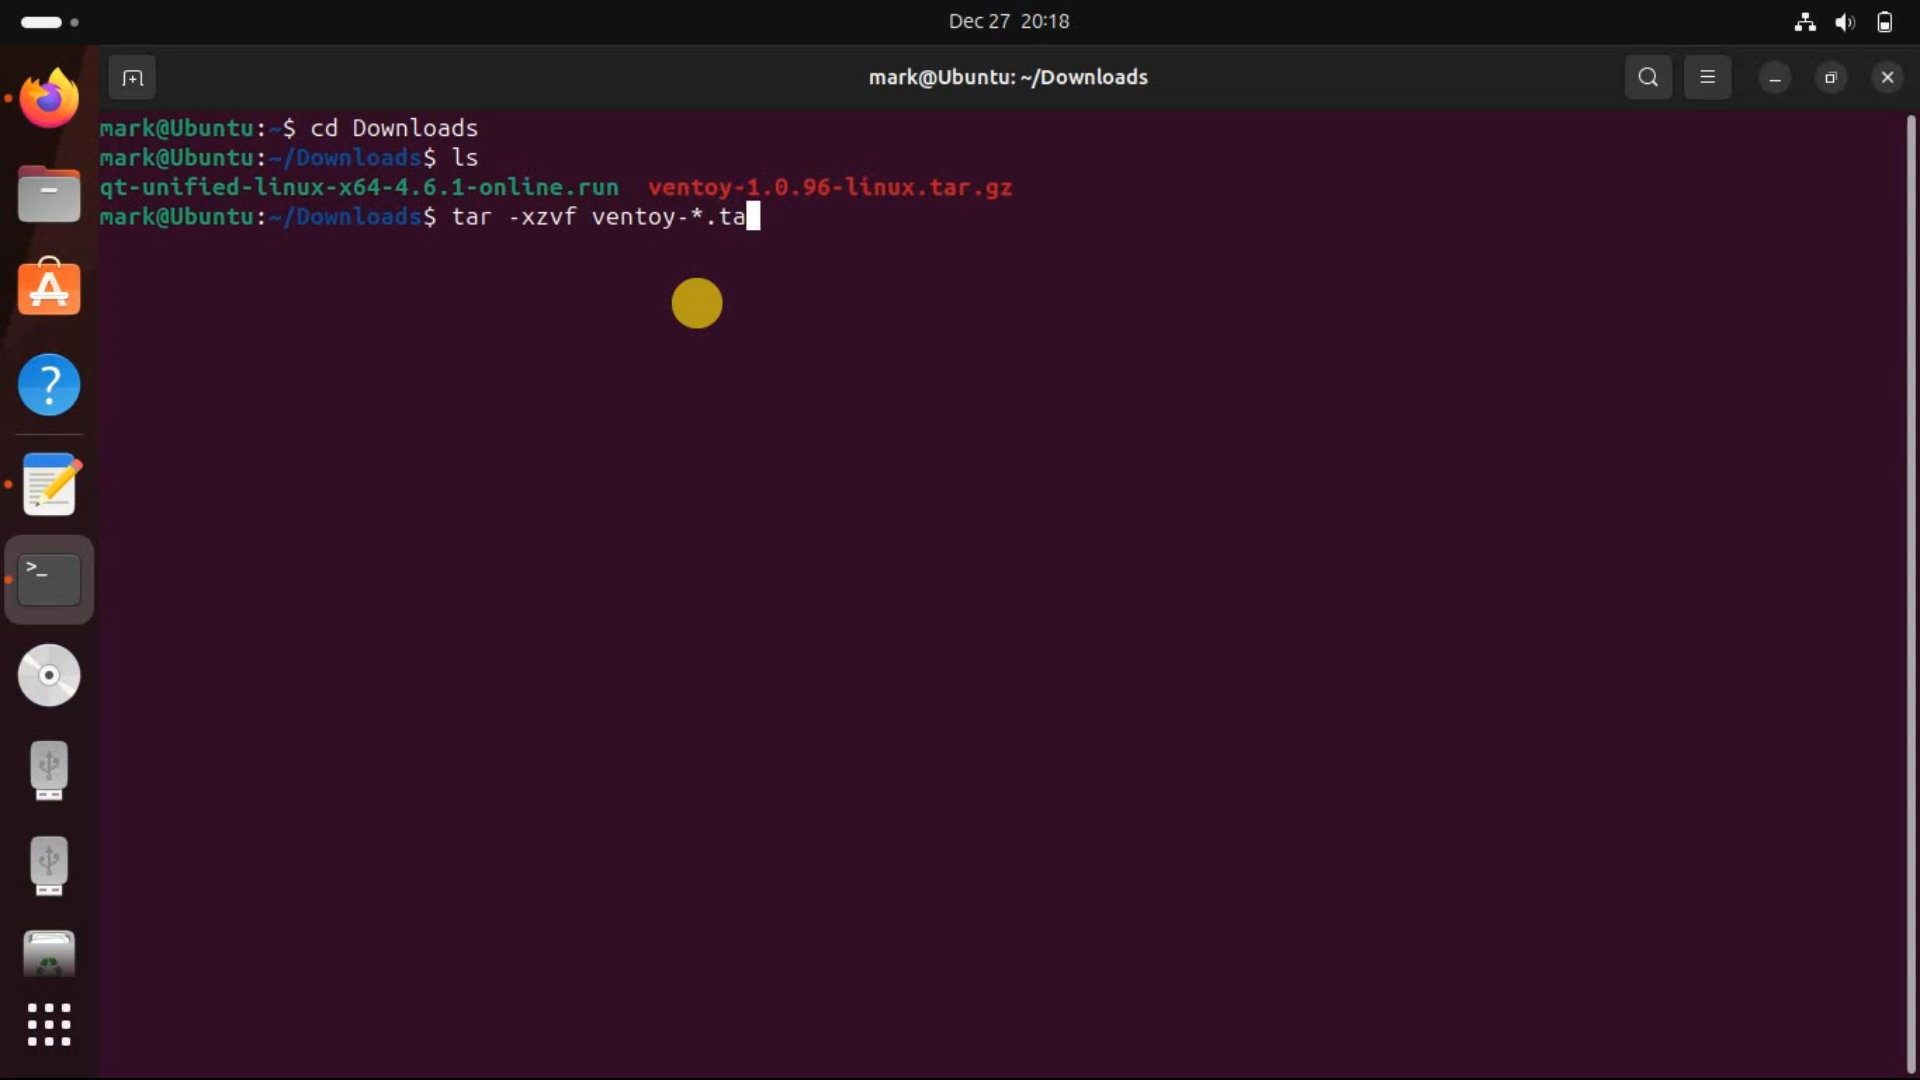 Dec 27 20:18
mark@Ubuntu: ~/Downloads
mark@Ubuntu:~$ cd Downloads
mark@Ubuntu:~/Downloads$ ls
qt-unified-linux-x64-4.6.1-online.run ventoy-1.0.96-linux.tar.gz
mark@Ubuntu:~/Downloads$ tar -xzvf ventoy-*.ta